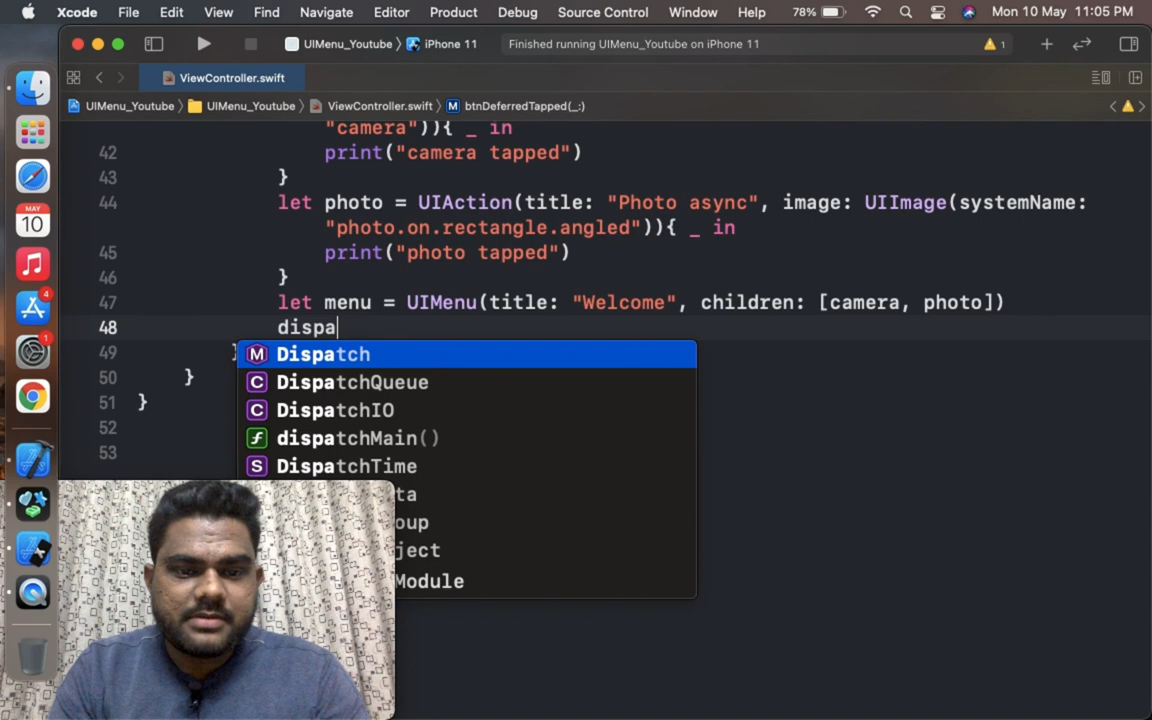 Xcode File Edit View Find Navigate Editor Product Debug Source Control Window Help 78% Mon 10 May 11:05 PM
UIMenu_Youtube 〉 iPhone 11 Finished running UIMenu_Youtube on iPhone 11 1
ViewController.swift
UIMenu_Youtube 〉 UIMenu_Youtube 〉 ViewController.swift 〉 M btnDeferredTapped(_:)
"camera")){ _ in
42 print("camera tapped")
43 }
44 let photo = UIAction(title: "Photo async", image: UIImage(systemName:
"photo.on.rectangle.angled")){ _ in
45 print("photo tapped")
46 }
47 let menu = UIMenu(title: "Welcome", children: [camera, photo])
48 dispa
49
50 }
51 }
52
53
M Dispatch
C DispatchQueue
C DispatchIO
f dispatchMain()
S DispatchTime
ta
oup
ject
Module
MAY
10
4
1